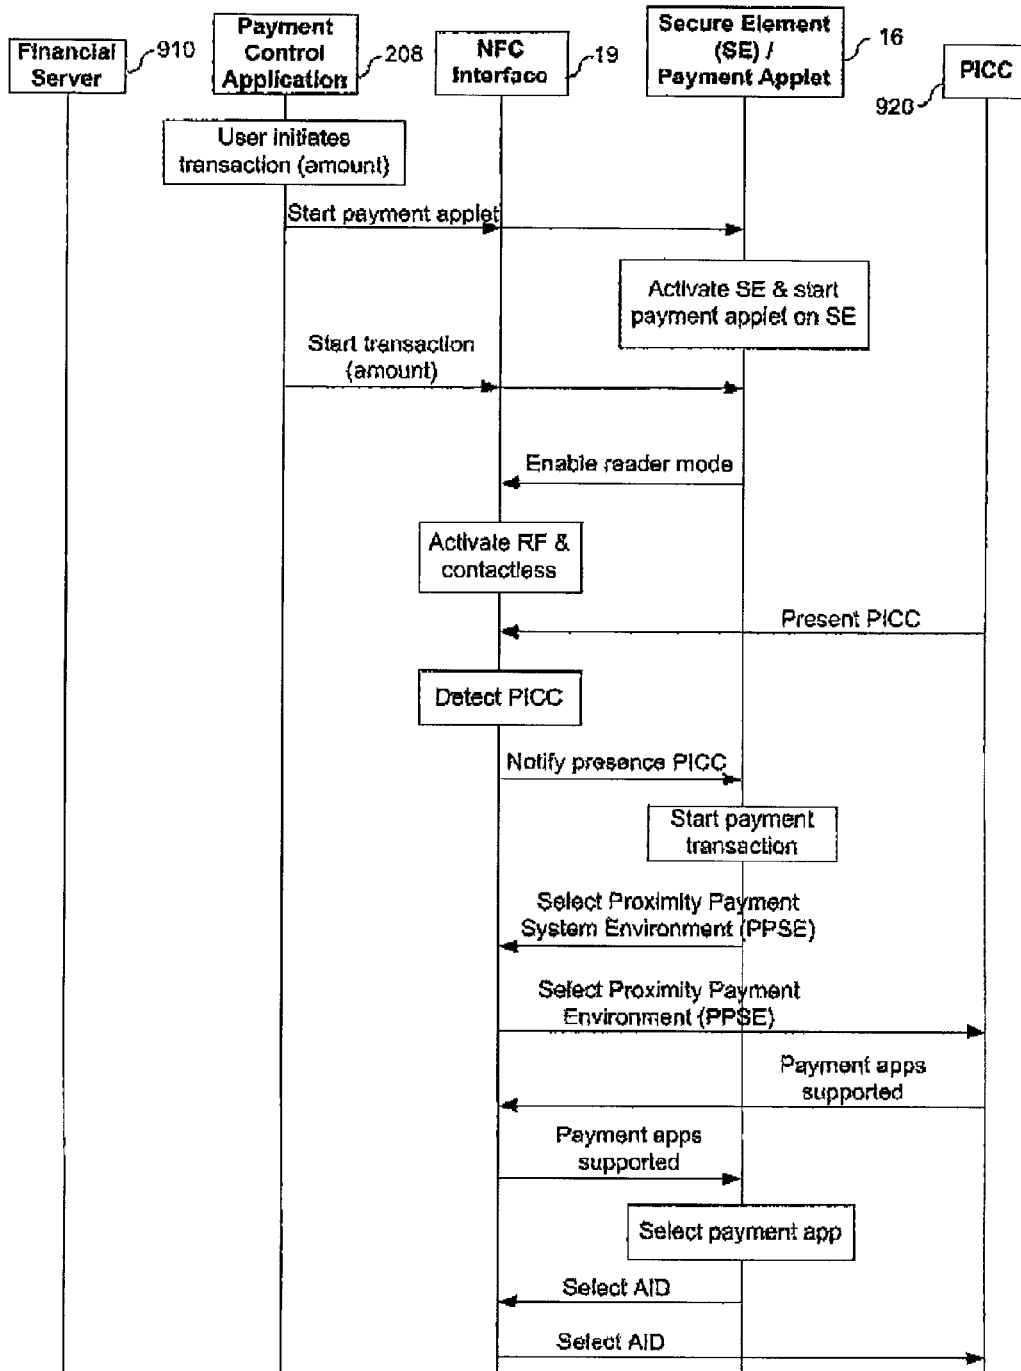 Financial
Server
910
Payment
Control
Application
208
NFC
Interface
19
Secure Element
(SE) /
Payment Applet
16
PICC
920
User initiates
transaction (amount)
Start payment applet
Activate SE & start
payment applet on SE
Start transaction
(amount)
Enable reader mode
Activate RF &
contactless
Present PICC
Detect PICC
Notify presence PICC
Start payment
transaction
Select Proximity Payment
System Environment (PPSE)
Select Proximity Payment
Environment (PPSE)
Payment apps
supported
Payment apps
supported
Select payment app
Select AID
Select AID